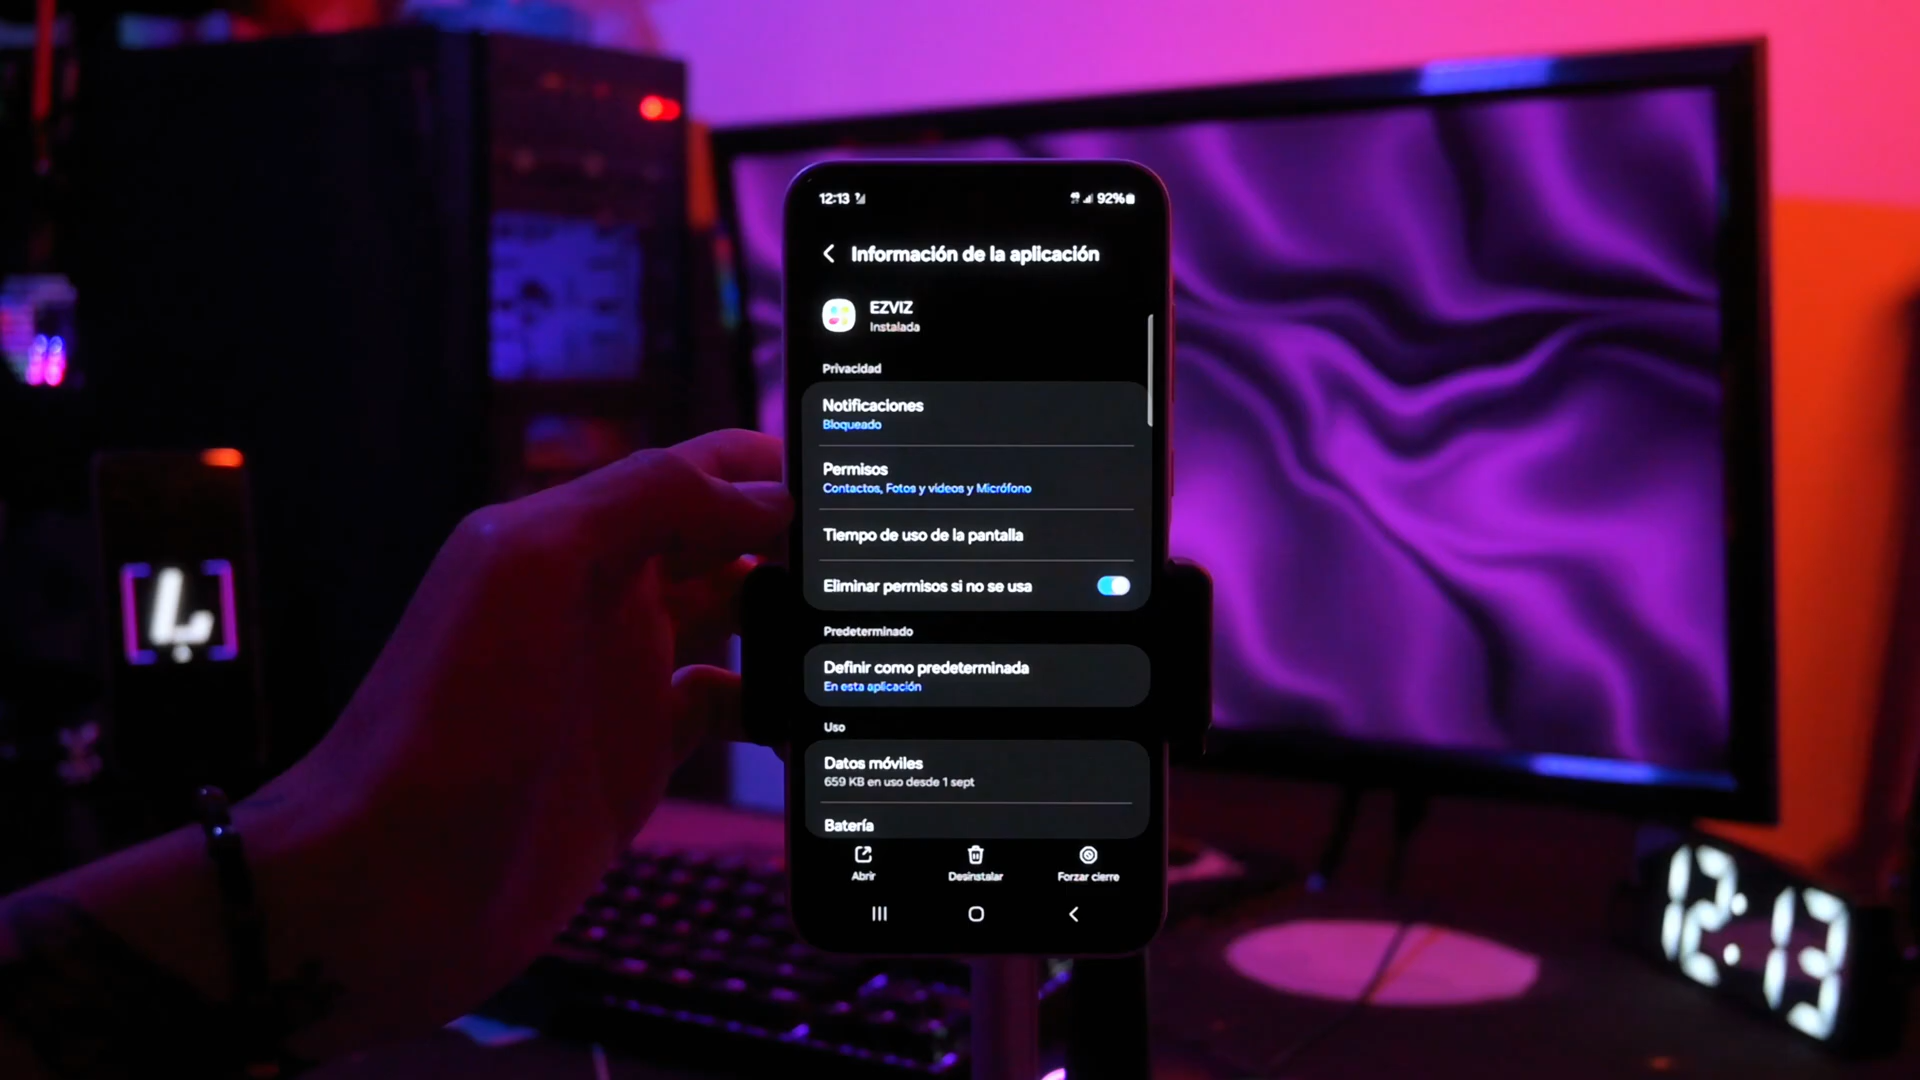 12:13
92%
Información de la aplicación
EZVIZ
Instalada
Privacidad
Notificaciones
Bloqueado
Permisos
Contactos, Fotos y videos y Micrófono
Tiempo de uso de la pantalla
Eliminar permisos si no se usa
Predeterminado
Definir como predeterminada
En esta aplicación
Uso
Datos móviles
659 KB en uso desde 1 sept
Batería
Abrir
Desinstalar
Forzar cierre
12:13